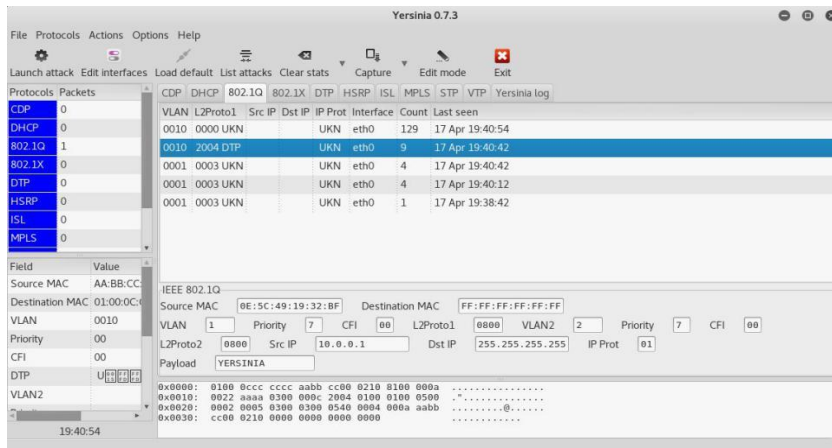 Yersinia 0.7.3
File Protocols Actions Options Help
Launch attack Edit interfaces Load default List attacks Clear stats Capture Edit mode Exit
Protocols Packets
CDP 0
DHCP 0
802.1Q 1
802.1X 0
DTP 0
HSRP 0
ISL 0
MPLS 0
CDP DHCP 802.1Q 802.1X DTP HSRP ISL MPLS STP VTP Yersinia log
VLAN L2Proto1 Src IP Dst IP IP Prot Interface Count Last seen
0010 0000 UKN UKN eth0 129 17 Apr 19:40:54
0010 2004 DTP UKN eth0 9 17 Apr 19:40:42
0001 0003 UKN UKN eth0 4 17 Apr 19:40:42
0001 0003 UKN UKN eth0 4 17 Apr 19:40:12
0001 0003 UKN UKN eth0 1 17 Apr 19:38:42
Field Value
Source MAC AA:BB:CC:
Destination MAC 01:00:0C:
VLAN 0010
Priority 00
CFI 00
DTP U
VLAN2
19:40:54
IEEE 802.1Q
Source MAC 0E:5C:49:19:32:BF Destination MAC FF:FF:FF:FF:FF:FF
VLAN 1 Priority 7 CFI 00 L2Proto1 0800 VLAN2 2 Priority 7 CFI 00
L2Proto2 0800 Src IP 10.0.0.1 Dst IP 255.255.255.255 IP Prot 01
Payload YERSINIA
0x0000: 0100 0ccc cccc aabb cc00 0210 8100 000a ................
0x0010: 0022 aaaa 0300 000c 2004 0100 0100 0500 ."..............
0x0020: 0002 0005 0300 0300 0540 0004 000a aabb .........@......
0x0030: cc00 0210 0000 0000 0000 0000 ............